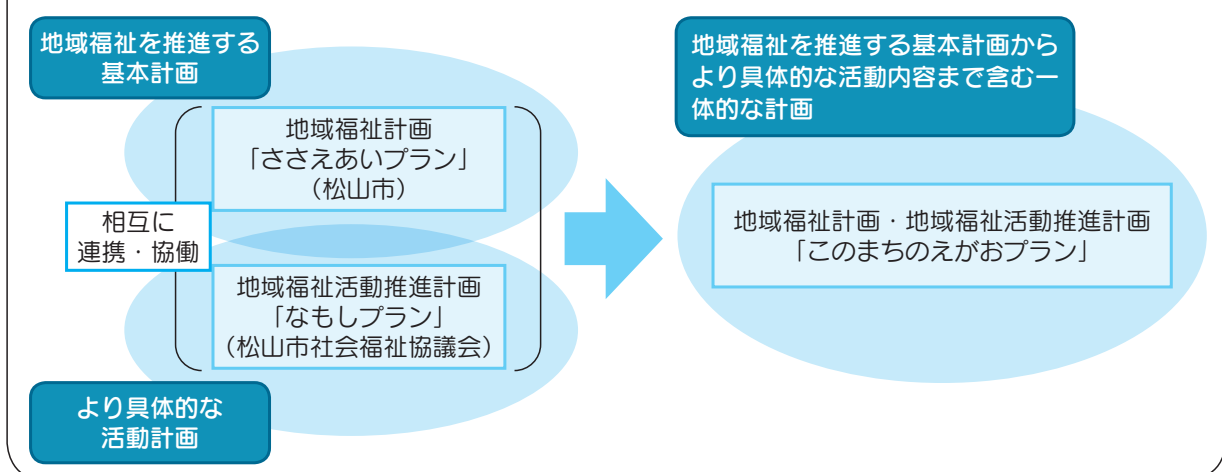 地域福祉を推進する
基本計画
地域福祉計画
「ささえあいプラン」
（松山市）
相互に
連携・協働
地域福祉活動推進計画
「なもしプラン」
（松山市社会福祉協議会）
より具体的な
活動計画
地域福祉を推進する基本計画から
より具体的な活動内容まで含む一
体的な計画
地域福祉計画・地域福祉活動推進計画
「このまちのえがおプラン」